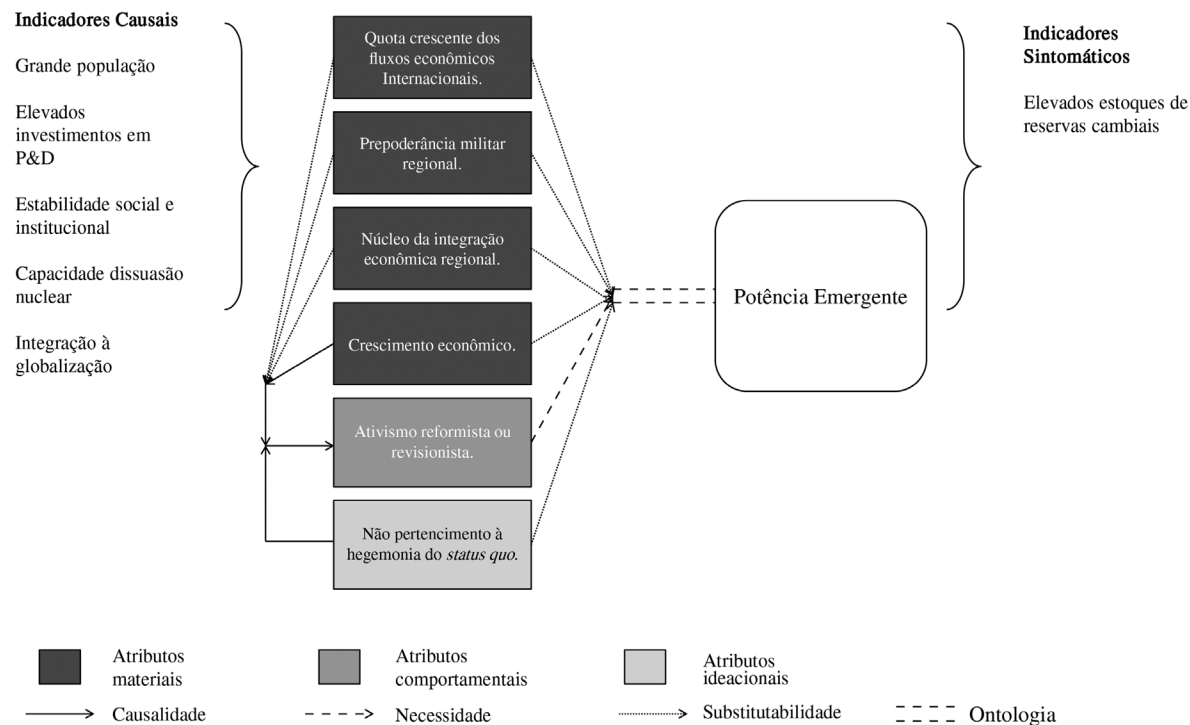 Indicadores Causais
Grande população
Elevados
investimentos em
P&D
Estabilidade social e
institucional
Capacidade dissuasão
nuclear
Integração à
globalização
Quota crescente dos
fluxos econômicos
Internacionais.
Prepoderância militar
regional.
Núcleo da integração
econômica regional.
Crescimento econômico.
Ativismo reformista ou
revisionista.
Não pertencimento à
hegemonia do status quo.
Potência Emergente
Indicadores
Sintomáticos
Elevados estoques de
reservas cambiais
Atributos
materiais
Atributos
comportamentais
Atributos
ideacionais
Causalidade
Necessidade
Substitutabilidade
Ontologia